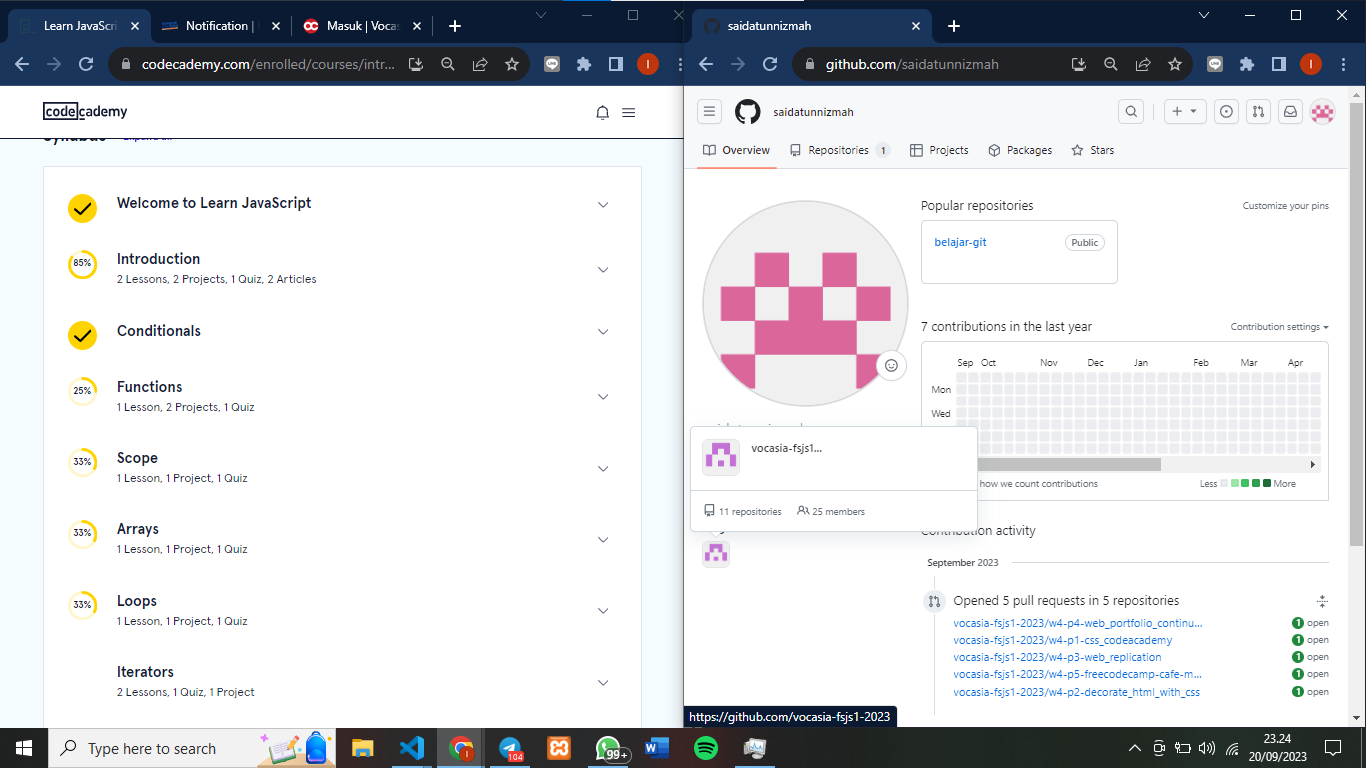 Learn JavaScri
Notification |
Masuk | Vocas
codecademy.com/enrolled/courses/intr...
codecademy
Syllabus
Welcome to Learn JavaScript
85%
Introduction
2 Lessons, 2 Projects, 1 Quiz, 2 Articles
Conditionals
25%
Functions
1 Lesson, 2 Projects, 1 Quiz
33%
Scope
1 Lesson, 1 Project, 1 Quiz
33%
Arrays
1 Lesson, 1 Project, 1 Quiz
33%
Loops
1 Lesson, 1 Project, 1 Quiz
Iterators
2 Lessons, 1 Quiz, 1 Project
saidatunnizmah
github.com/saidatunnizmah
I
I
saidatunnizmah
Overview
Repositories 1
Projects
Packages
Stars
Popular repositories
Customize your pins
belajar-git
Public
7 contributions in the last year
Contribution settings
Sep Oct Nov Dec Jan Feb Mar Apr
Mon
Wed
how we count contributions
Less More
vocasia-fsjs1...
11 repositories 25 members
Contribution activity
September 2023
Opened 5 pull requests in 5 repositories
vocasia-fsjs1-2023/w4-p4-web_portfolio_continu... 1 open
vocasia-fsjs1-2023/w4-p1-css_codeacademy 1 open
vocasia-fsjs1-2023/w4-p3-web_replication 1 open
vocasia-fsjs1-2023/w4-p5-freecodecamp-cafe-m... 1 open
vocasia-fsjs1-2023/w4-p2-decorate_html_with_css 1 open
https://github.com/vocasia-fsjs1-2023
Type here to search
104
99+
23.24
20/09/2023